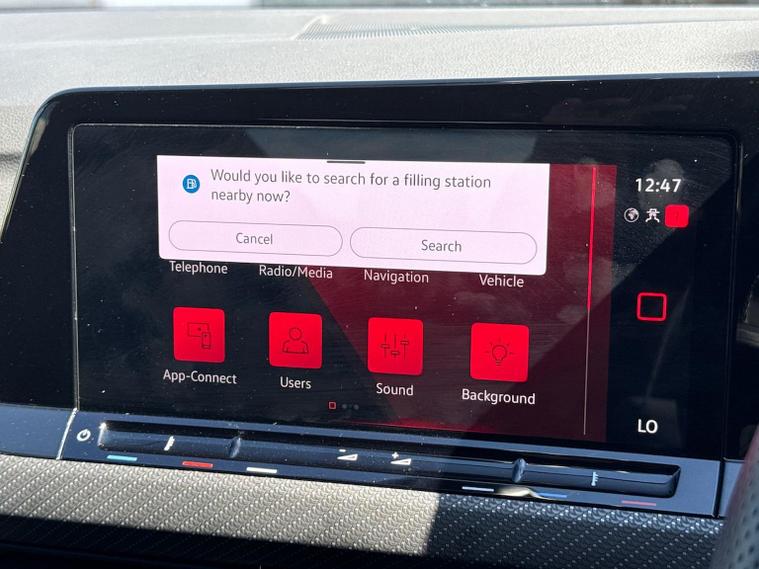 Would you like to search for a filling station
nearby now?
Cancel
Search
12:47
Telephone
Radio/Media
Navigation
Vehicle
App-Connect
Users
Sound
Background
LO